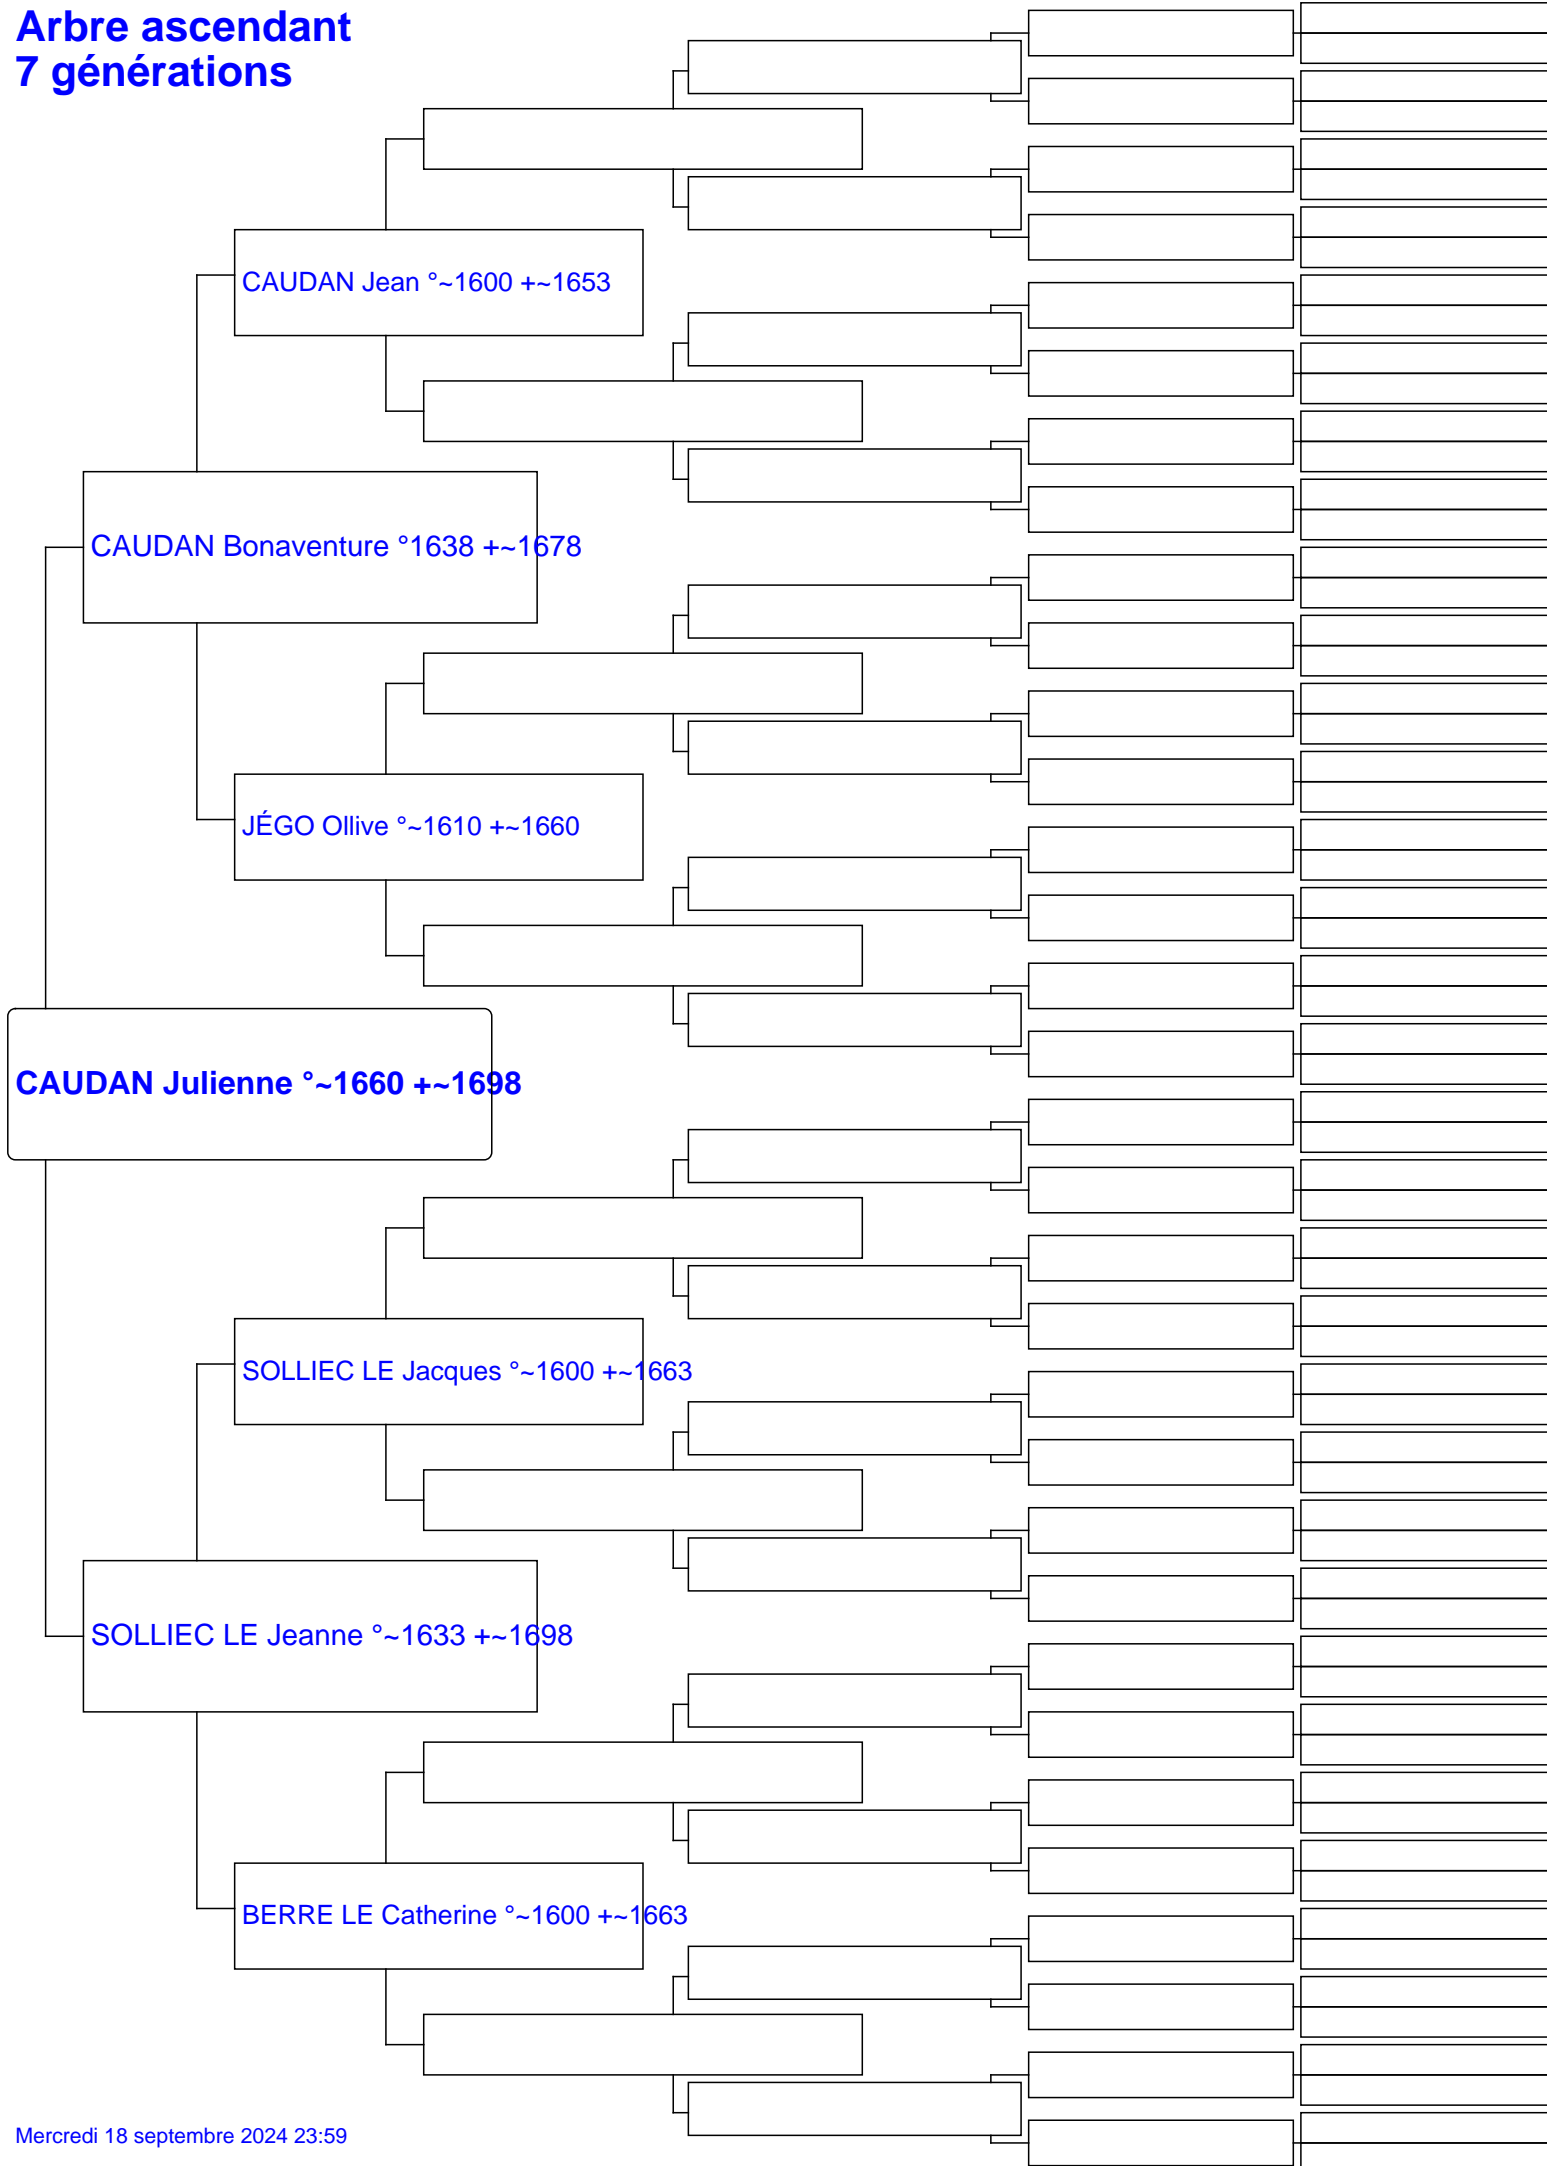 Arbre ascendant
7 générations
CAUDAN Jean °~1600 +~1653
CAUDAN Bonaventure °1638 +~1678
JÉGO Ollive °~1610 +~1660
CAUDAN Julienne °~1660 +~1698
SOLLIEC LE Jacques °~1600 +~1663
SOLLIEC LE Jeanne °~1633 +~1698
BERRE LE Catherine °~1600 +~1663
Mercredi 18 septembre 2024 23:59